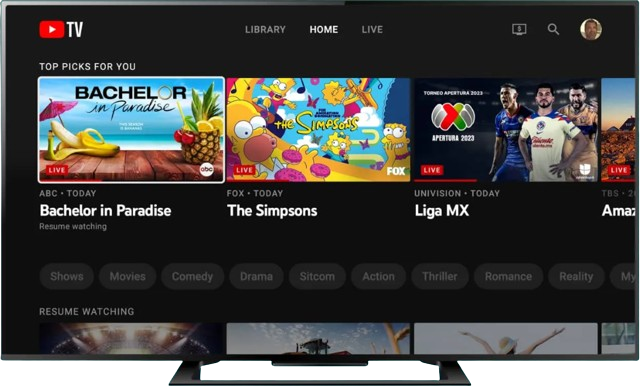 TV
LIBRARY HOME LIVE
TOP PICKS FOR YOU
BACHELOR
in Paradise
LIVE
abc
THE SIMPSONS
LIVE
FOX
TORNEO APERTURA 2023
APERTURA 2023
LIVE
LIVE
ABC • TODAY
Bachelor in Paradise
Resume watching
FOX • TODAY
The Simpsons
UNIVISION • TODAY
Liga MX
TBS • 
Ama
Shows Movies Comedy Drama Sitcom Action Thriller Romance Reality My
RESUME WATCHING